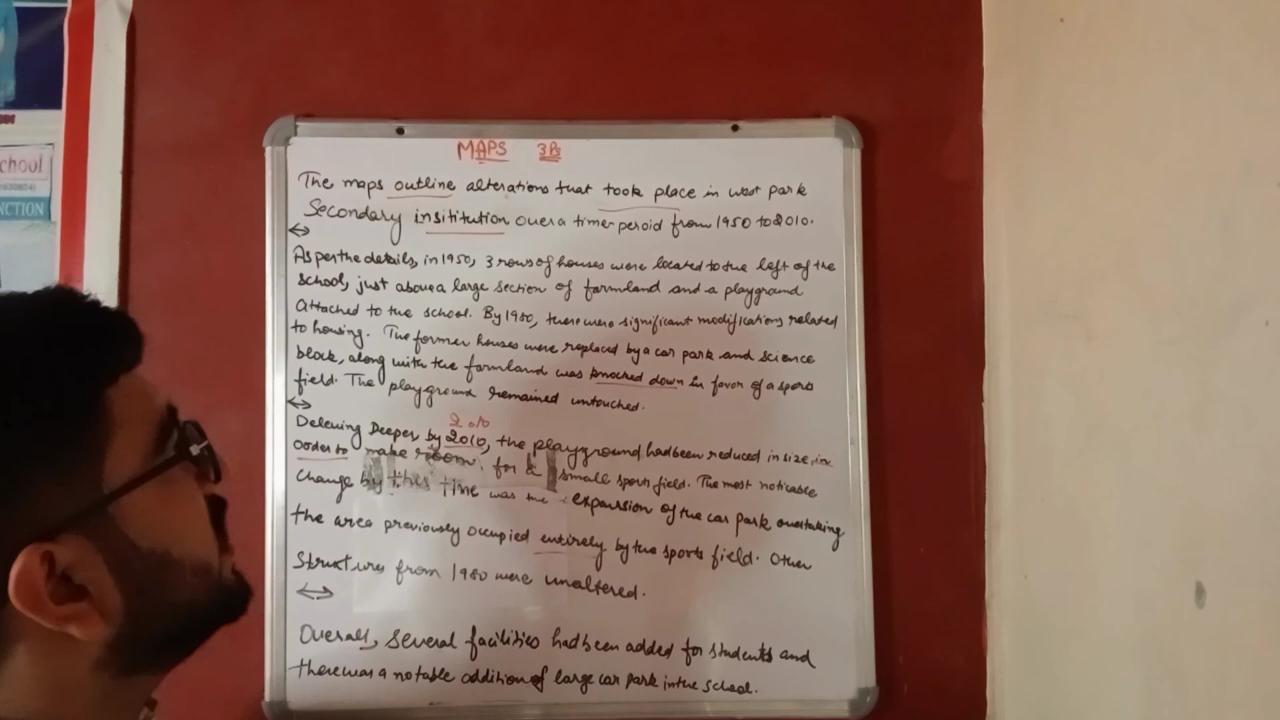 chool
NCTION
MAPS 3Ps
The maps outline alterations that took place in west park
Secondary insititution over a time-peroid from 1950 to 2010.
As per the details, in 1950, 3 rows of houses were located to the left of the
school, just above a large section of farmland and a playground
Attached to the school. By 1980, there were significant modifications related
to housing. The former houses were replaced by a car park and science
block, along with the farmland was knocked down in favor of a sports
field. The playground remained untouched.
2010
Delewing Deeper by 2010, the playground had been reduced in size, in
order to make room for a small sports field. The most noticable
change by this time was the expansion of the car park overtaking
the area previously occupied entirely by the sports field. Other
Structures from 1980 were unaltered.
Overall, several facilities had been added for students and
there was a notable addition of large car park in the school.